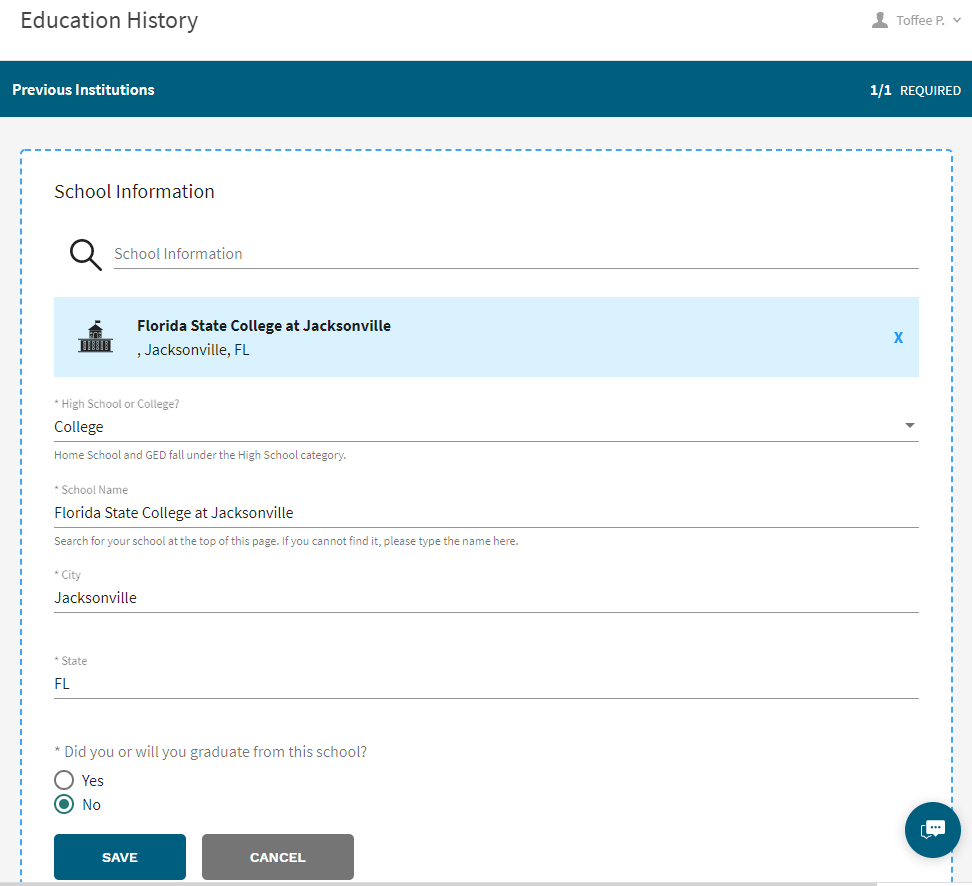 Education History
Toffee P.
Previous Institutions
1/1 REQUIRED
School Information
School Information
Florida State College at Jacksonville
, Jacksonville, FL
X
* High School or College?
College
Home School and GED fall under the High School category.
* School Name
Florida State College at Jacksonville
Search for your school at the top of this page. If you cannot find it, please type the name here.
* City
Jacksonville
* State
FL
* Did you or will you graduate from this school?
Yes
No
SAVE
CANCEL